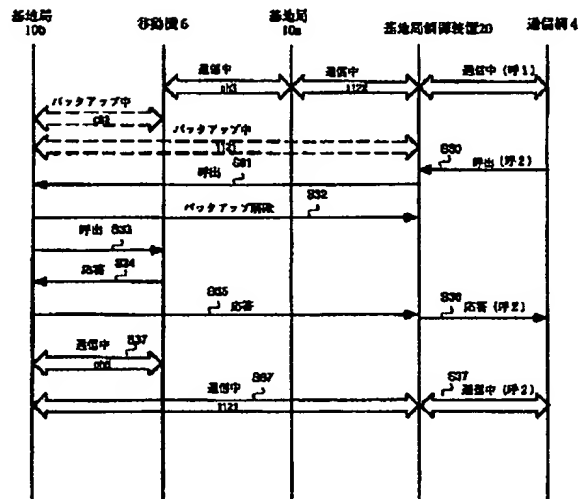 基地局
10b
移動機6
基地局
10a
基地局制御装置20
通信網4
通信中
通信中
通信中 (呼1)
ch3
1122
バックアップ中
バックアップ中
呼出
S31
S30
呼出 (呼2)
バックアップ解放
S32
呼出 S33
応答
S34
S35
応答
S36
応答 (呼2)
通信中
S37
通信中
S37
1121
S37
通信中 (呼2)